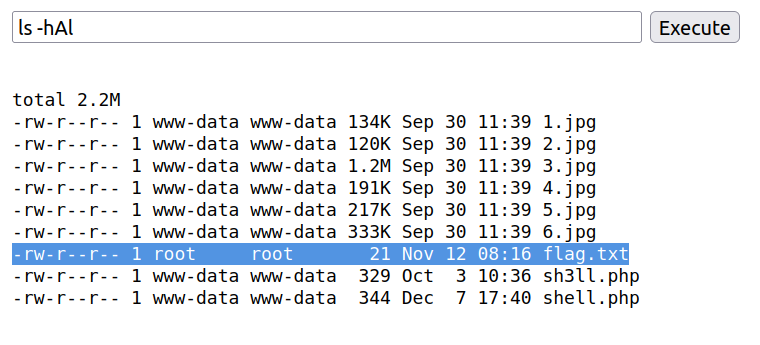 ls -hAl
Execute
total 2.2M
-rw-r--r-- 1 www-data www-data 134K Sep 30 11:39 1.jpg
-rw-r--r-- 1 www-data www-data 120K Sep 30 11:39 2.jpg
-rw-r--r-- 1 www-data www-data 1.2M Sep 30 11:39 3.jpg
-rw-r--r-- 1 www-data www-data 191K Sep 30 11:39 4.jpg
-rw-r--r-- 1 www-data www-data 217K Sep 30 11:39 5.jpg
-rw-r--r-- 1 www-data www-data 333K Sep 30 11:39 6.jpg
-rw-r--r-- 1 root     root       21 Nov 12 08:16 flag.txt
-rw-r--r-- 1 www-data www-data  329 Oct  3 10:36 sh3ll.php
-rw-r--r-- 1 www-data www-data  344 Dec  7 17:40 shell.php